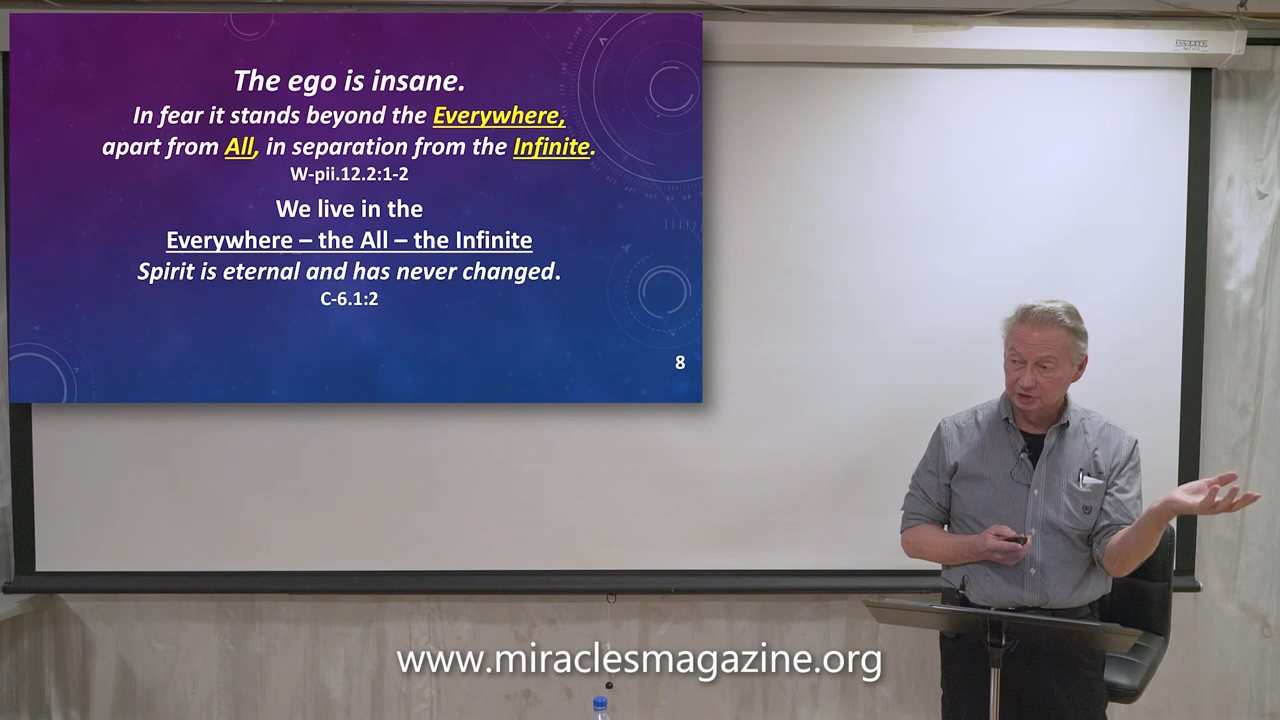 The ego is insane.
In fear it stands beyond the Everywhere,
apart from All, in separation from the Infinite.
W-pii.12.2:1-2
We live in the
Everywhere – the All – the Infinite
Spirit is eternal and has never changed.
C-6.1:2
8
www.miraclesmagazine.org